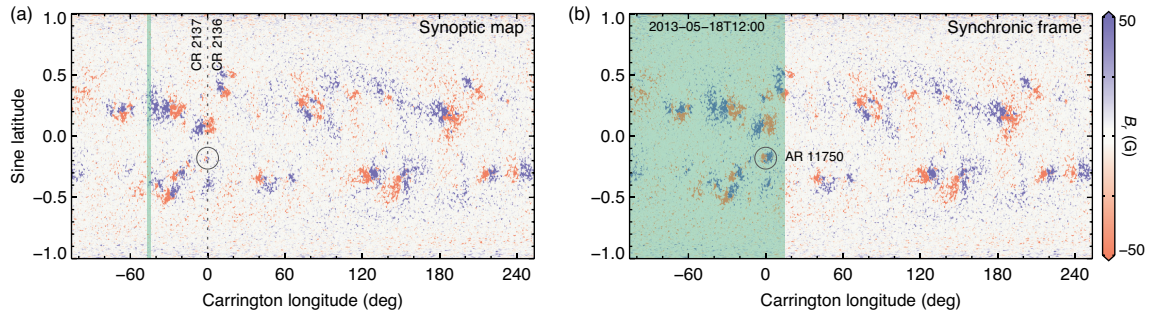 (a)
Synoptic map
CR 2137
CR 2136
1.0
0.5
0.0
−0.5
−1.0
Sine latitude
−60
0
60
120
180
240
Carrington longitude (deg)
(b)
2013−05−18T12:00
Synchronic frame
AR 11750
1.0
0.5
0.0
−0.5
−1.0
−60
0
60
120
180
240
Carrington longitude (deg)
50
Br (G)
−50